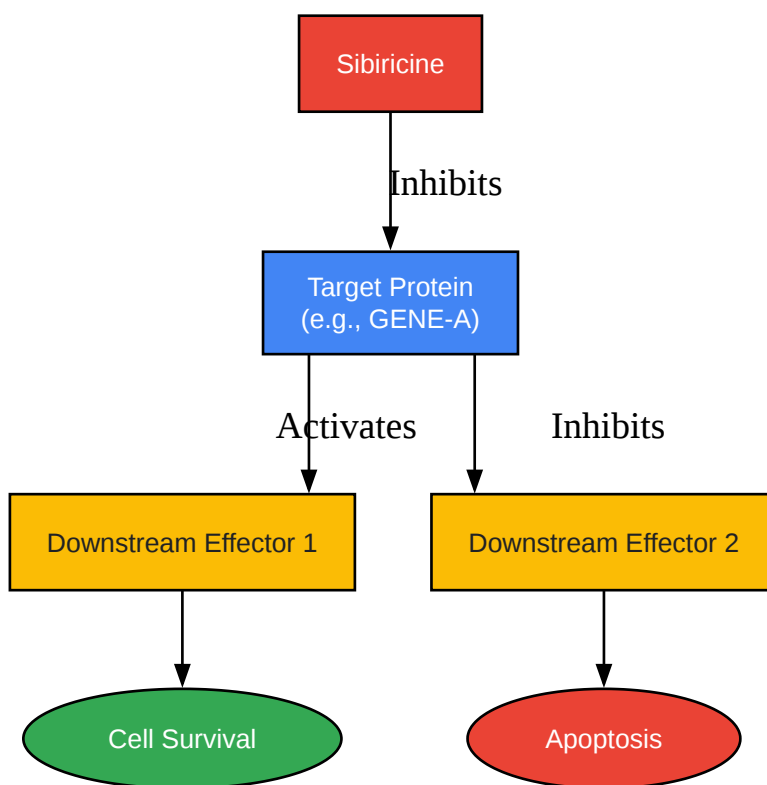 Sibiricine
Inhibits
Target Protein
(e.g., GENE-A)
Activates
Inhibits
Downstream Effector 1
Downstream Effector 2
Cell Survival
Apoptosis